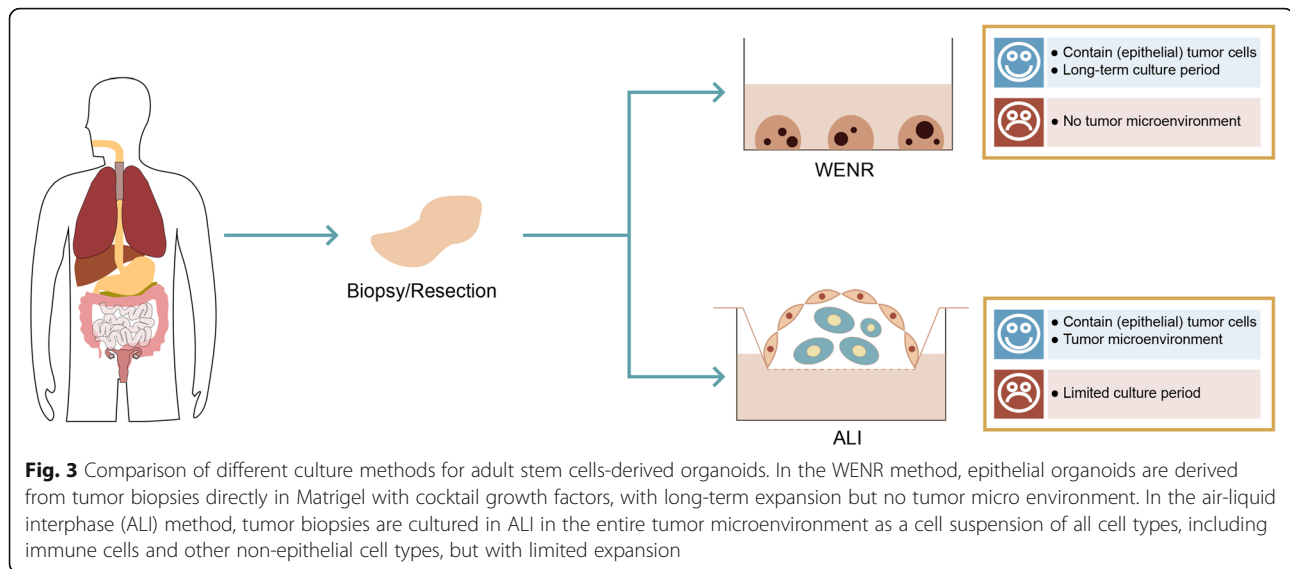 ● Contain (epithelial) tumor cells
● Long-term culture period
● No tumor microenvironment
WENR
Biopsy/Resection
● Contain (epithelial) tumor cells
● Tumor microenvironment
● Limited culture period
ALI
Fig. 3 Comparison of different culture methods for adult stem cells-derived organoids. In the WENR method, epithelial organoids are derived
from tumor biopsies directly in Matrigel with cocktail growth factors, with long-term expansion but no tumor micro environment. In the air-liquid
interphase (ALI) method, tumor biopsies are cultured in ALI in the entire tumor microenvironment as a cell suspension of all cell types, including
immune cells and other non-epithelial cell types, but with limited expansion